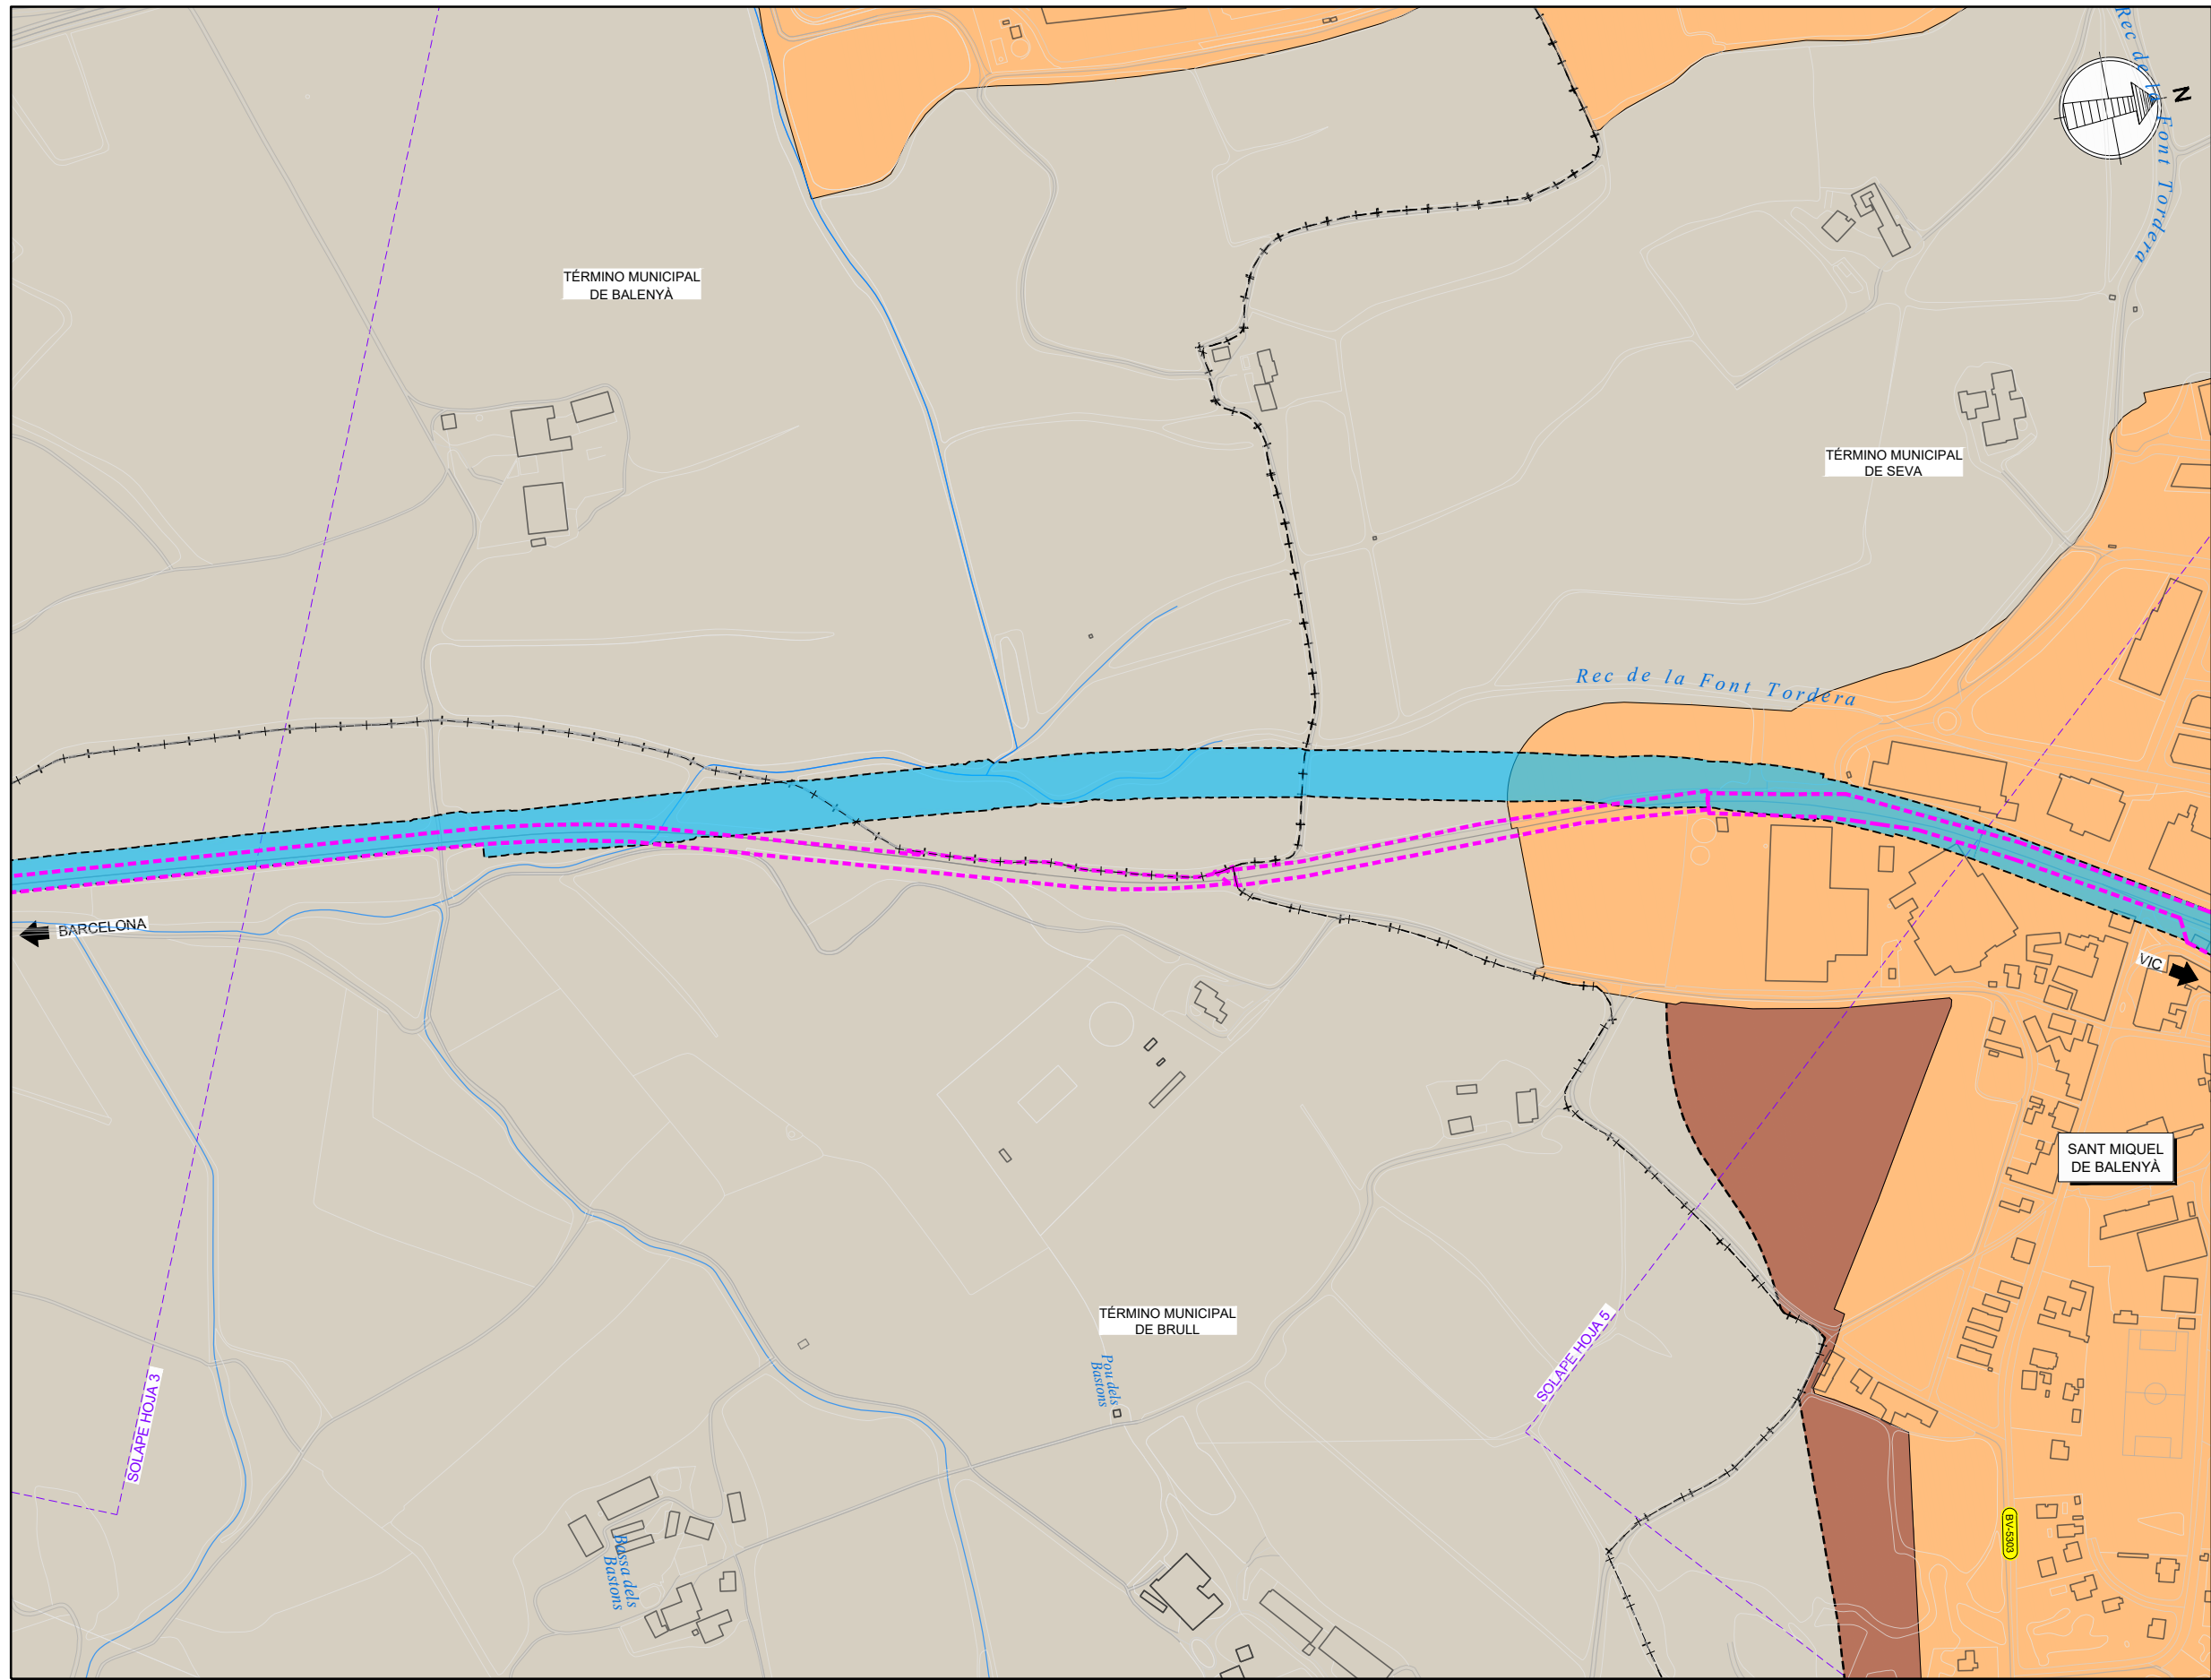 Rec de la Font Tordera
N
TÉRMINO MUNICIPAL
DE BALENYÀ
TÉRMINO MUNICIPAL
DE SEVA
Rec de la Font Tordera
BARCELONA
VIC
SANT MIQUEL
DE BALENYÀ
TÉRMINO MUNICIPAL
DE BRULL
Pou dels
Bastons
SOLAPE HOJA 5
SOLAPE HOJA 3
BV-5303
Bassa dels
Bastons